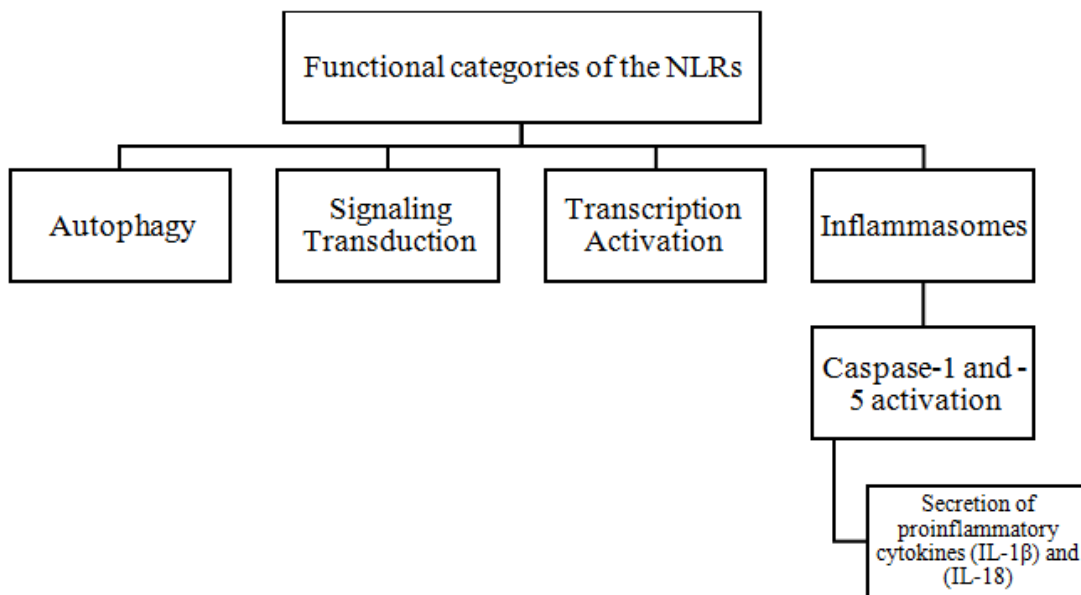 Functional categories of the NLRs
Autophagy
Signaling
Transduction
Transcription
Activation
Inflammasomes
Caspase-1 and -
5 activation
Secretion of
proinflammatory
cytokines (IL-1β) and
(IL-18)